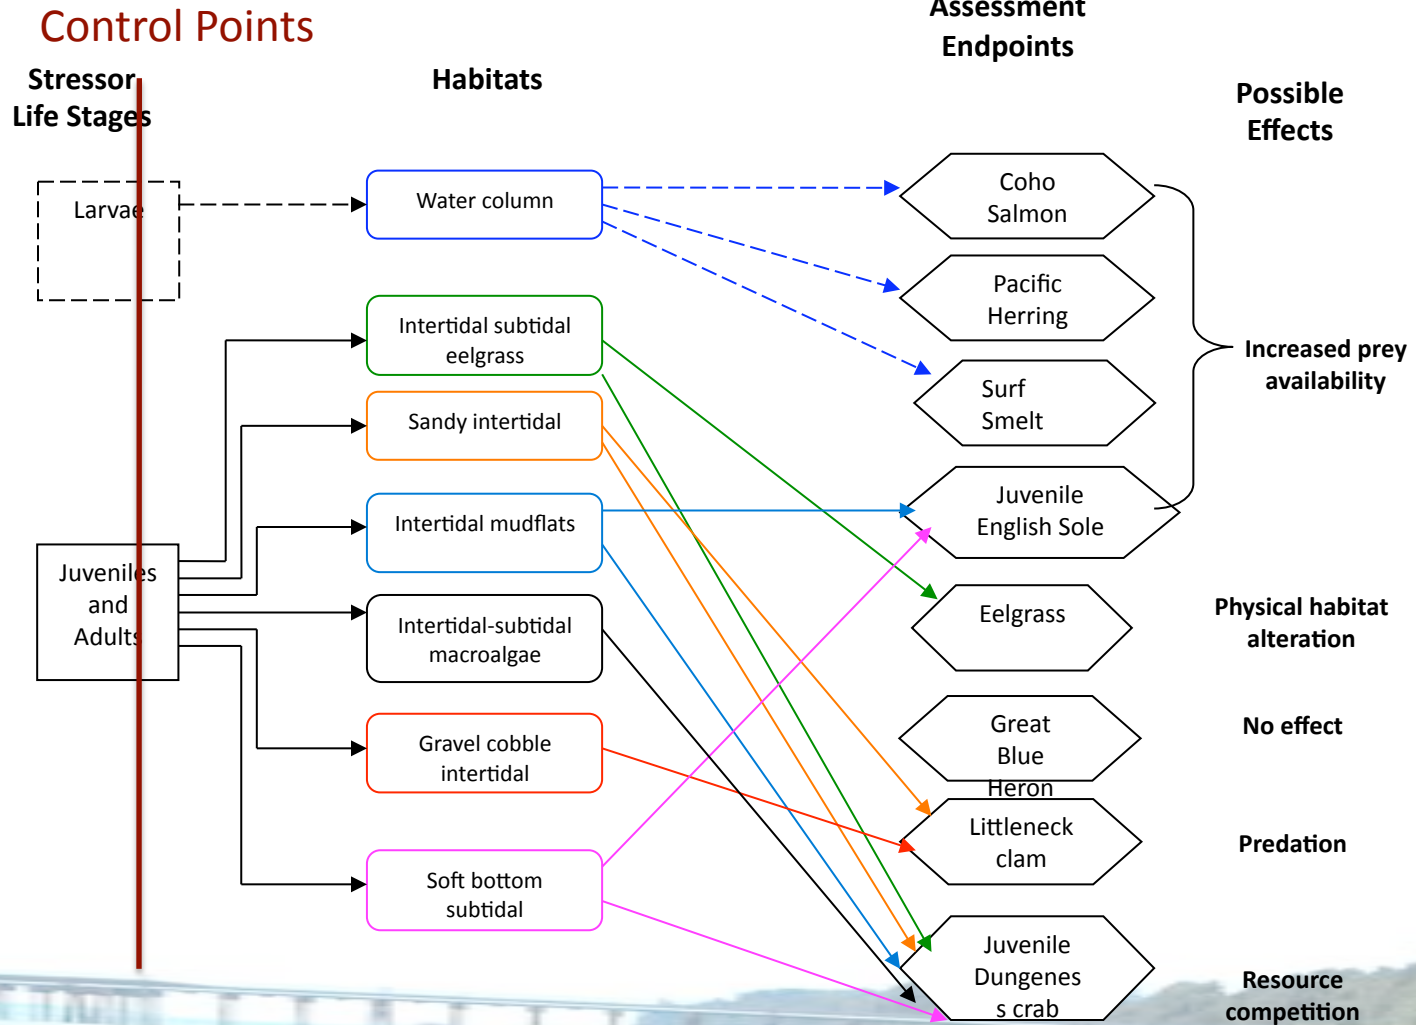 Control Points
Assessment
Endpoints
Stressor
Life Stages
Habitats
Possible
Effects
Larvae
Water column
Coho
Salmon
Pacific
Herring
Intertidal subtidal
eelgrass
Surf
Smelt
Increased prey
availability
Sandy intertidal
Intertidal mudflats
Juvenile
English Sole
Juveniles
and
Adults
Intertidal-subtidal
macroalgae
Eelgrass
Physical habitat
alteration
Gravel cobble
intertidal
Great
Blue
Heron
No effect
Littleneck
clam
Predation
Soft bottom
subtidal
Juvenile
Dungenes
s crab
Resource
competition